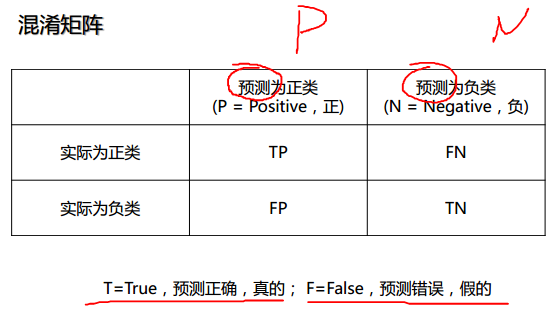 混淆矩阵
P
N
预测为正类
(P = Positive，正)
预测为负类
(N = Negative，负)
实际为正类
TP
FN
实际为负类
FP
TN
T=True，预测正确，真的； F=False，预测错误，假的